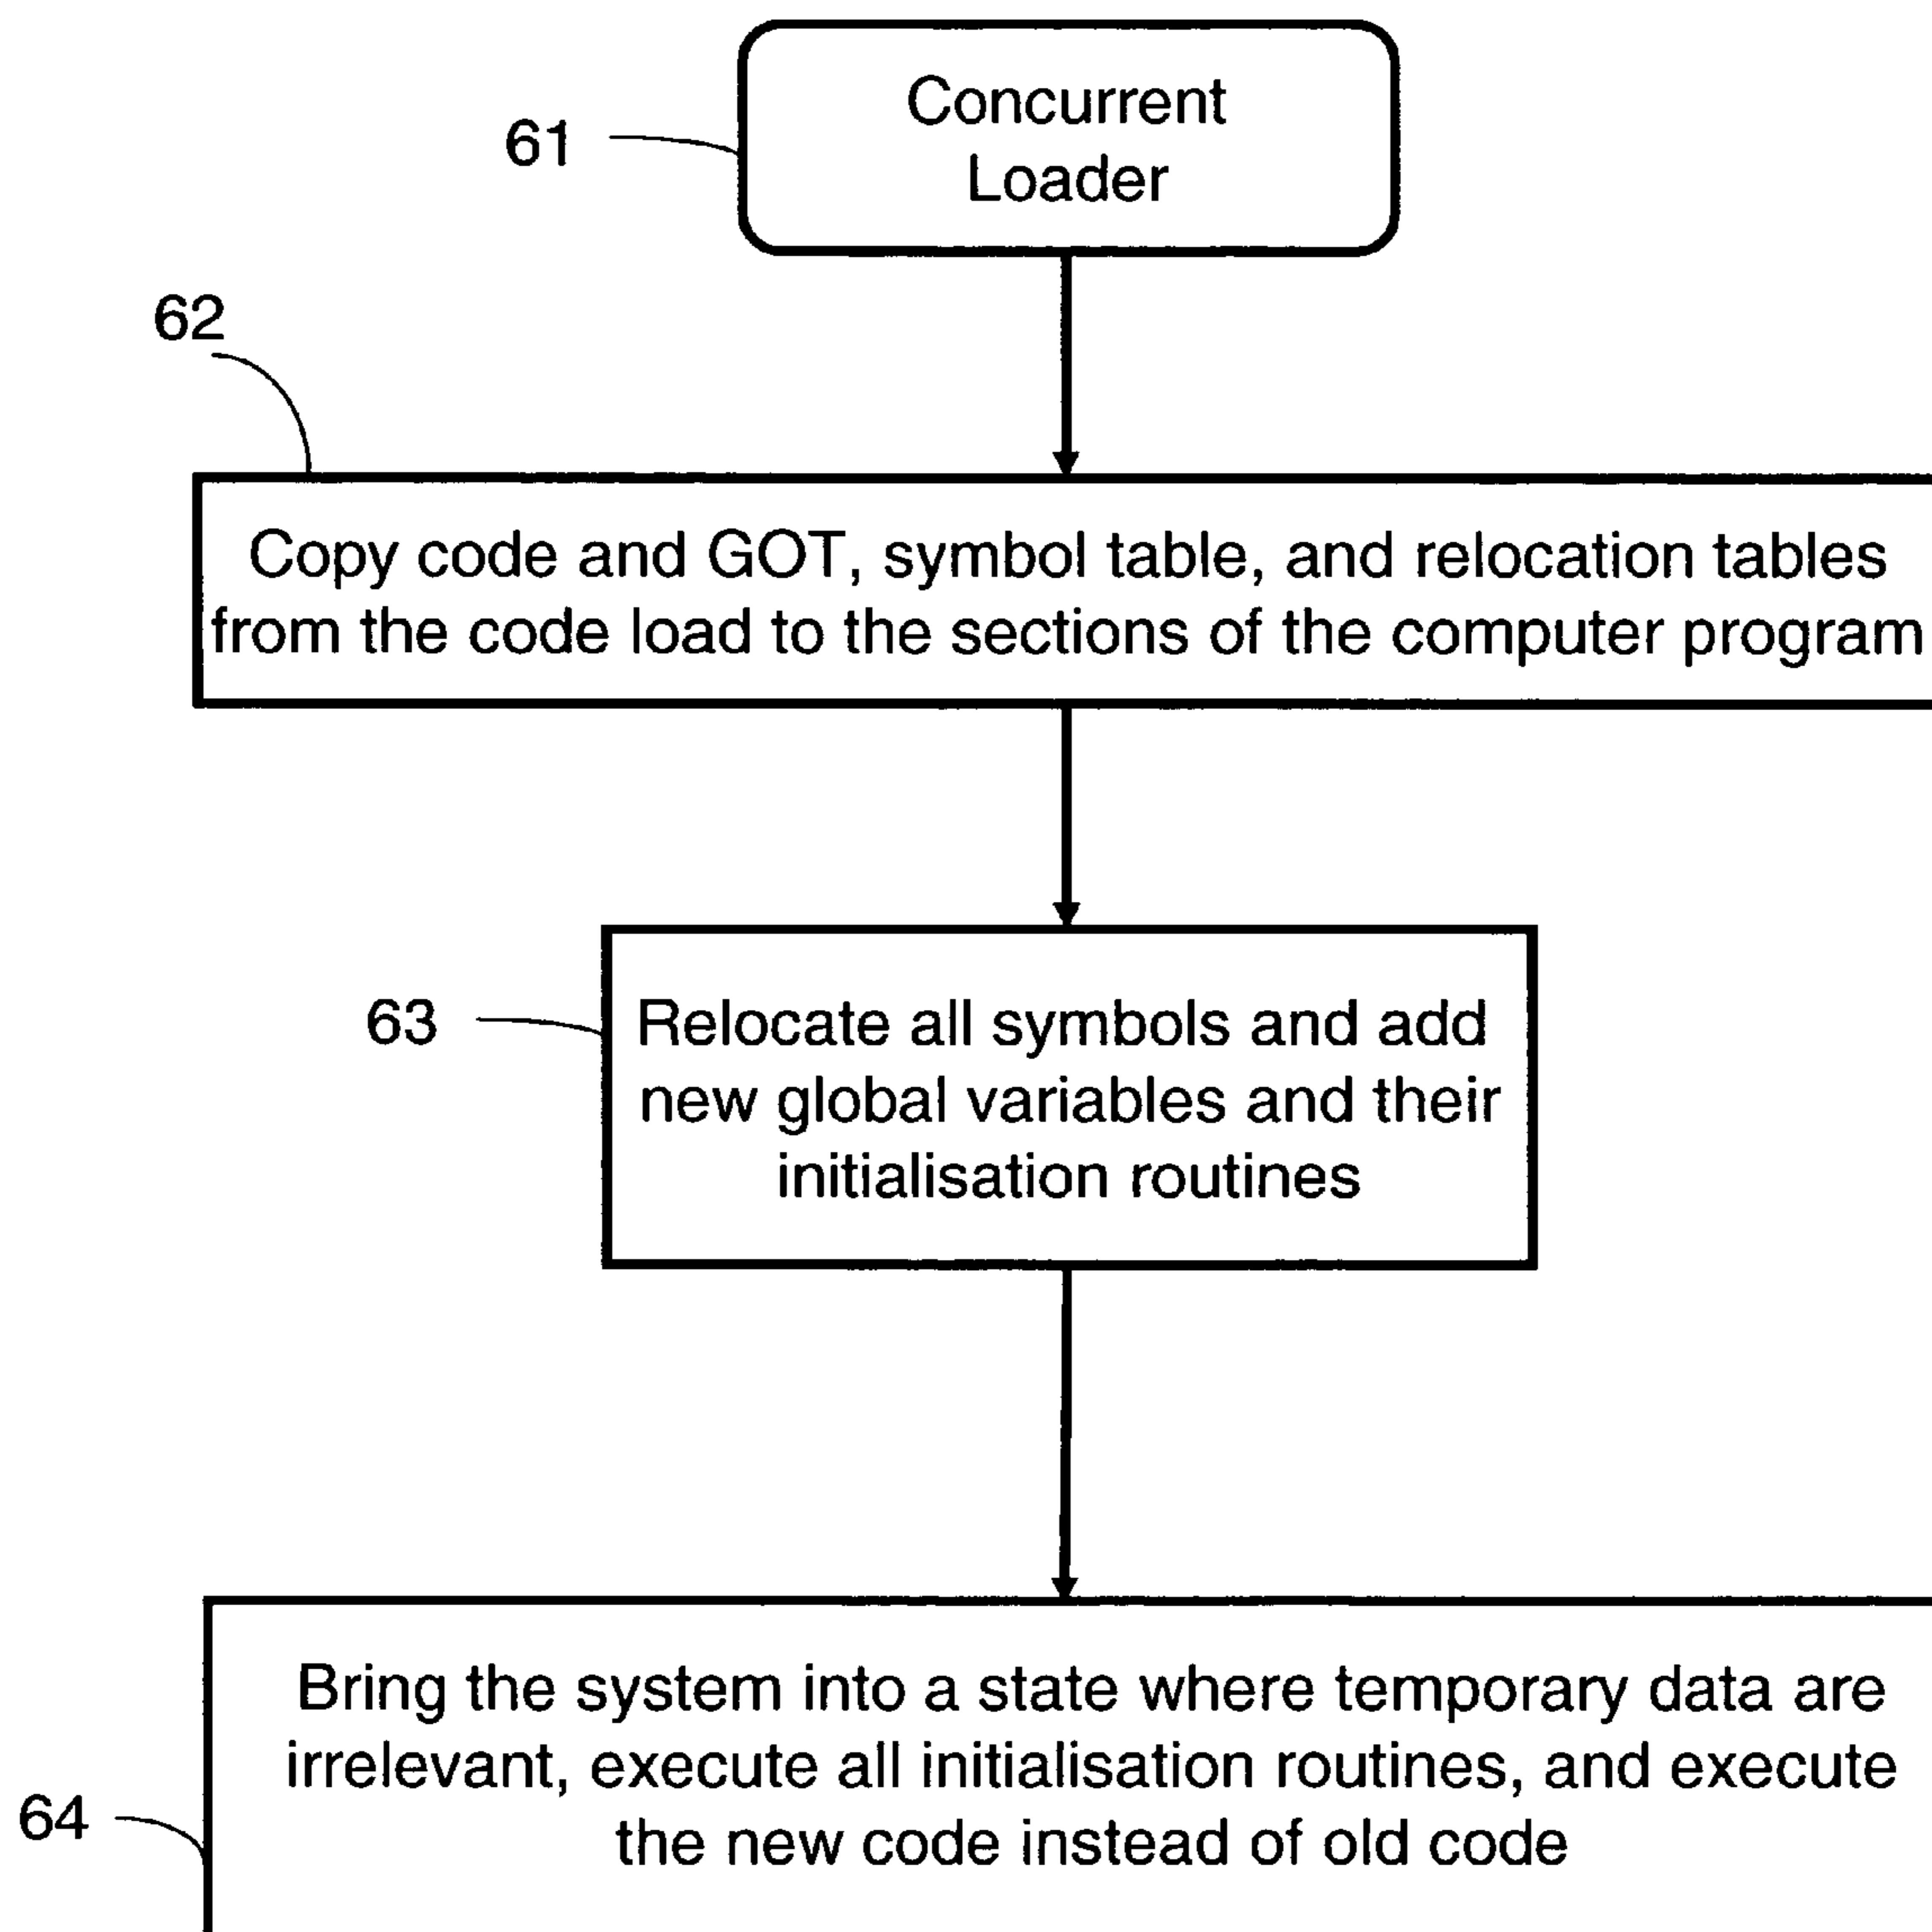 61
Concurrent
Loader
62
Copy code and GOT, symbol table, and relocation tables
from the code load to the sections of the computer program
63
Relocate all symbols and add
new global variables and their
initialisation routines
64
Bring the system into a state where temporary data are
irrelevant, execute all initialisation routines, and execute
the new code instead of old code